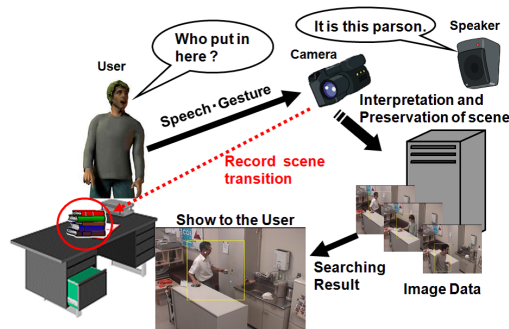 Who put in
here ?
It is this parson.
Speaker
User
Camera
Speech・Gesture
Interpretation and
Preservation of scene
Record scene
transition
Show to the User
Searching
Result
Image Data